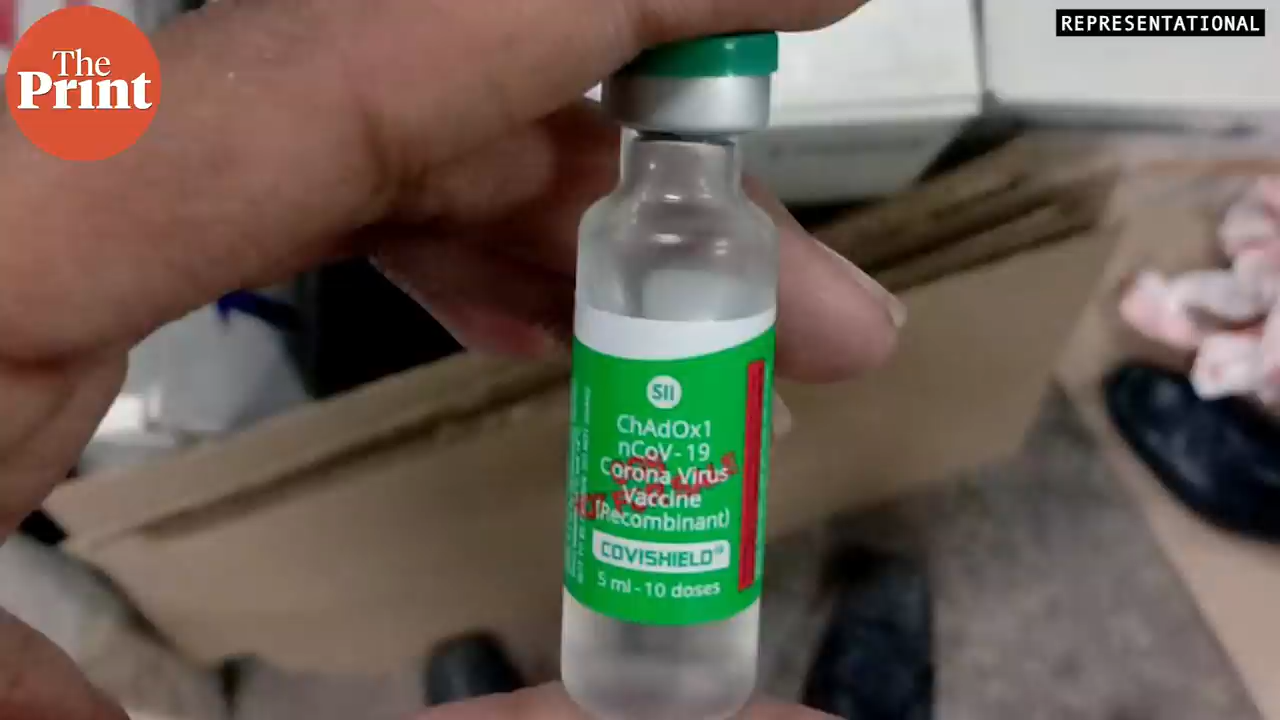 The
Print
REPRESENTATIONAL
SII
ChAdOx1
nCoV-19
Corona Virus
Vaccine
(Recombinant)
COVISHIELD
5 ml - 10 doses